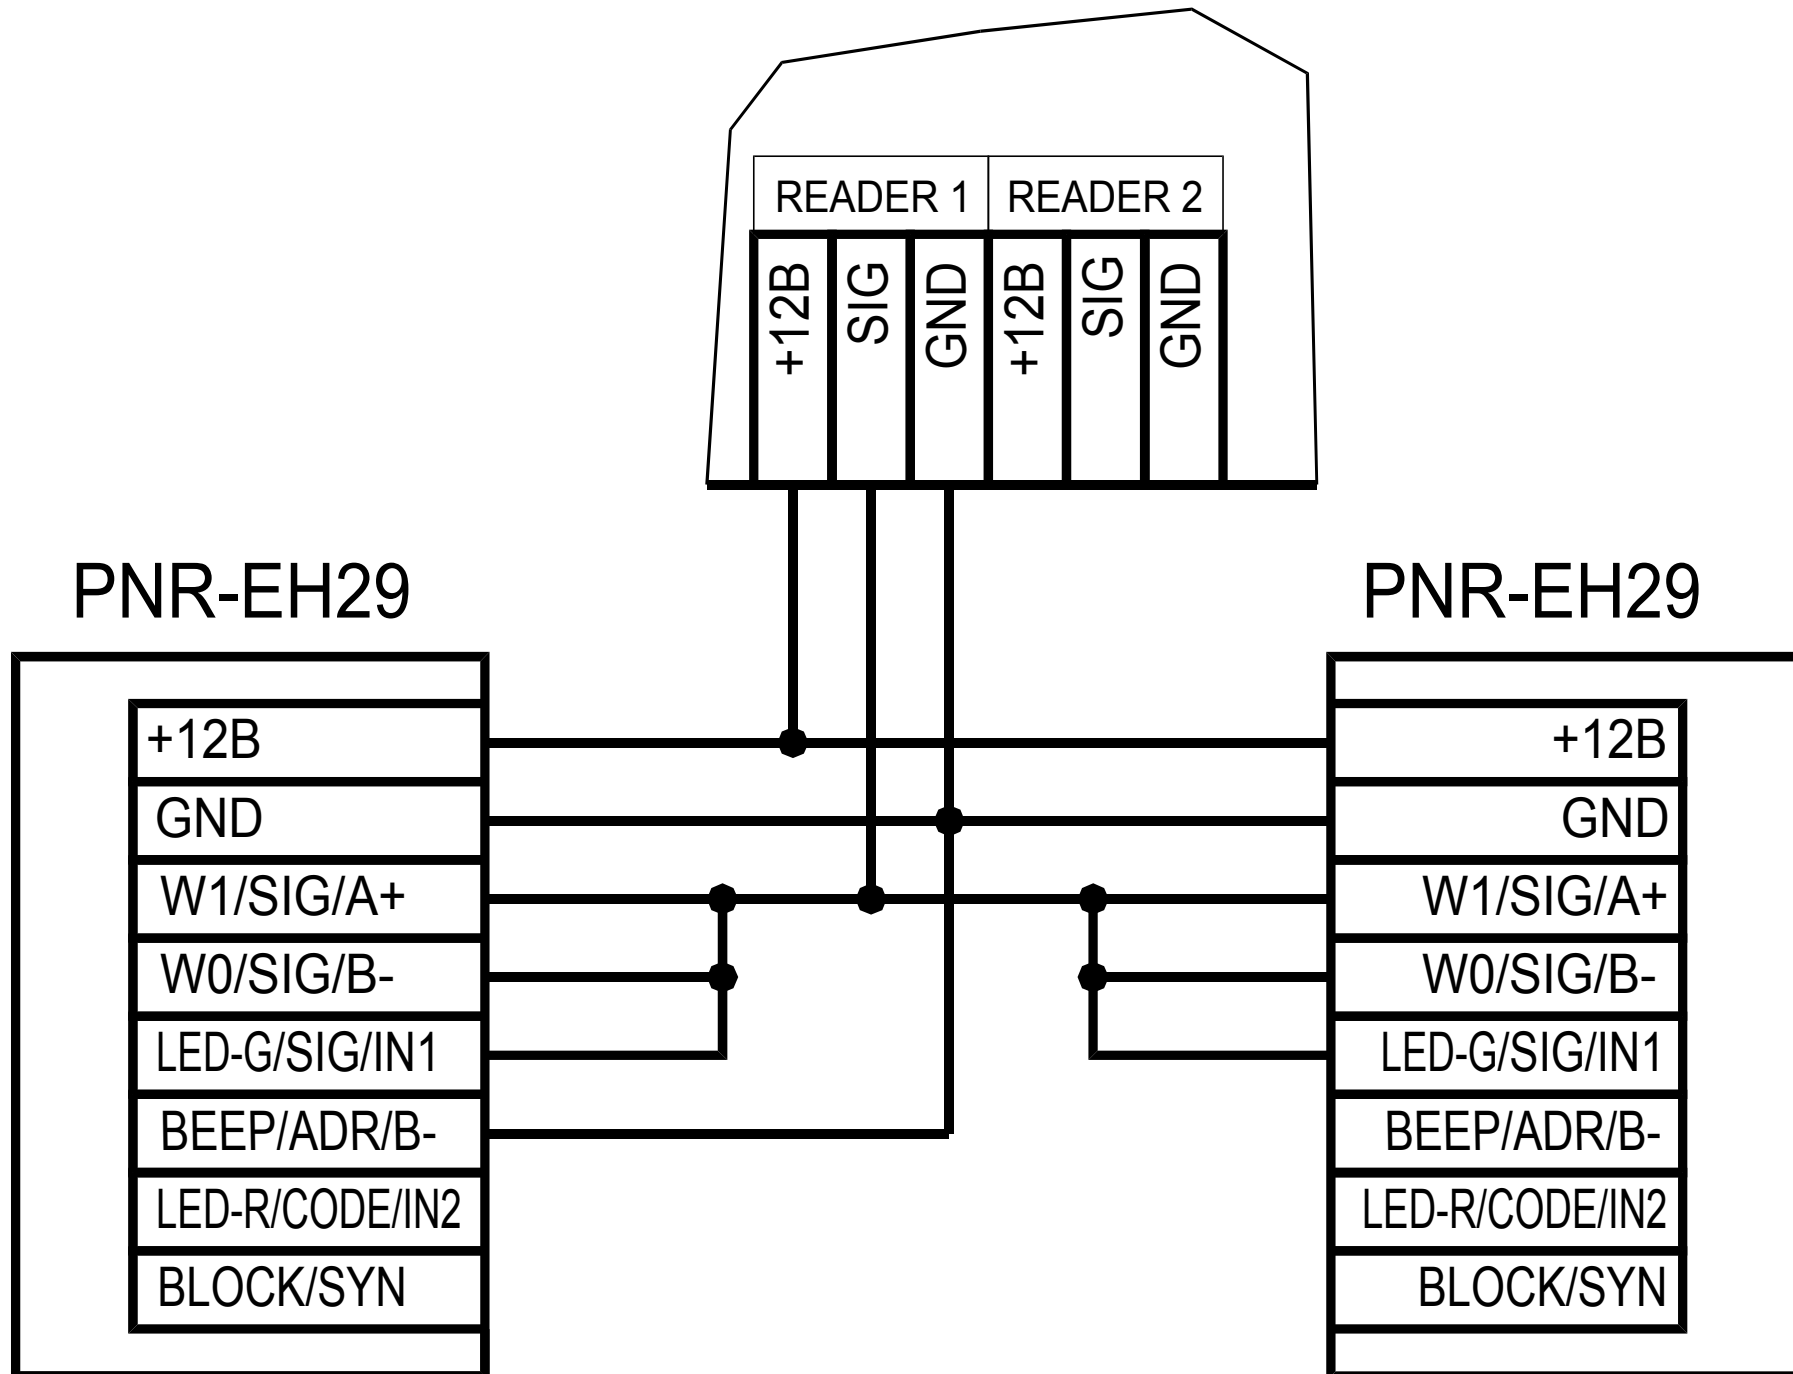 READER 1 READER 2
+12B SIG GND +12B SIG GND
PNR-EH29 PNR-EH29
+12B +12B
GND GND
W1/SIG/A+ W1/SIG/A+
W0/SIG/B- W0/SIG/B-
LED-G/SIG/IN1 LED-G/SIG/IN1
BEEP/ADR/B- BEEP/ADR/B-
LED-R/CODE/IN2 LED-R/CODE/IN2
BLOCK/SYN BLOCK/SYN